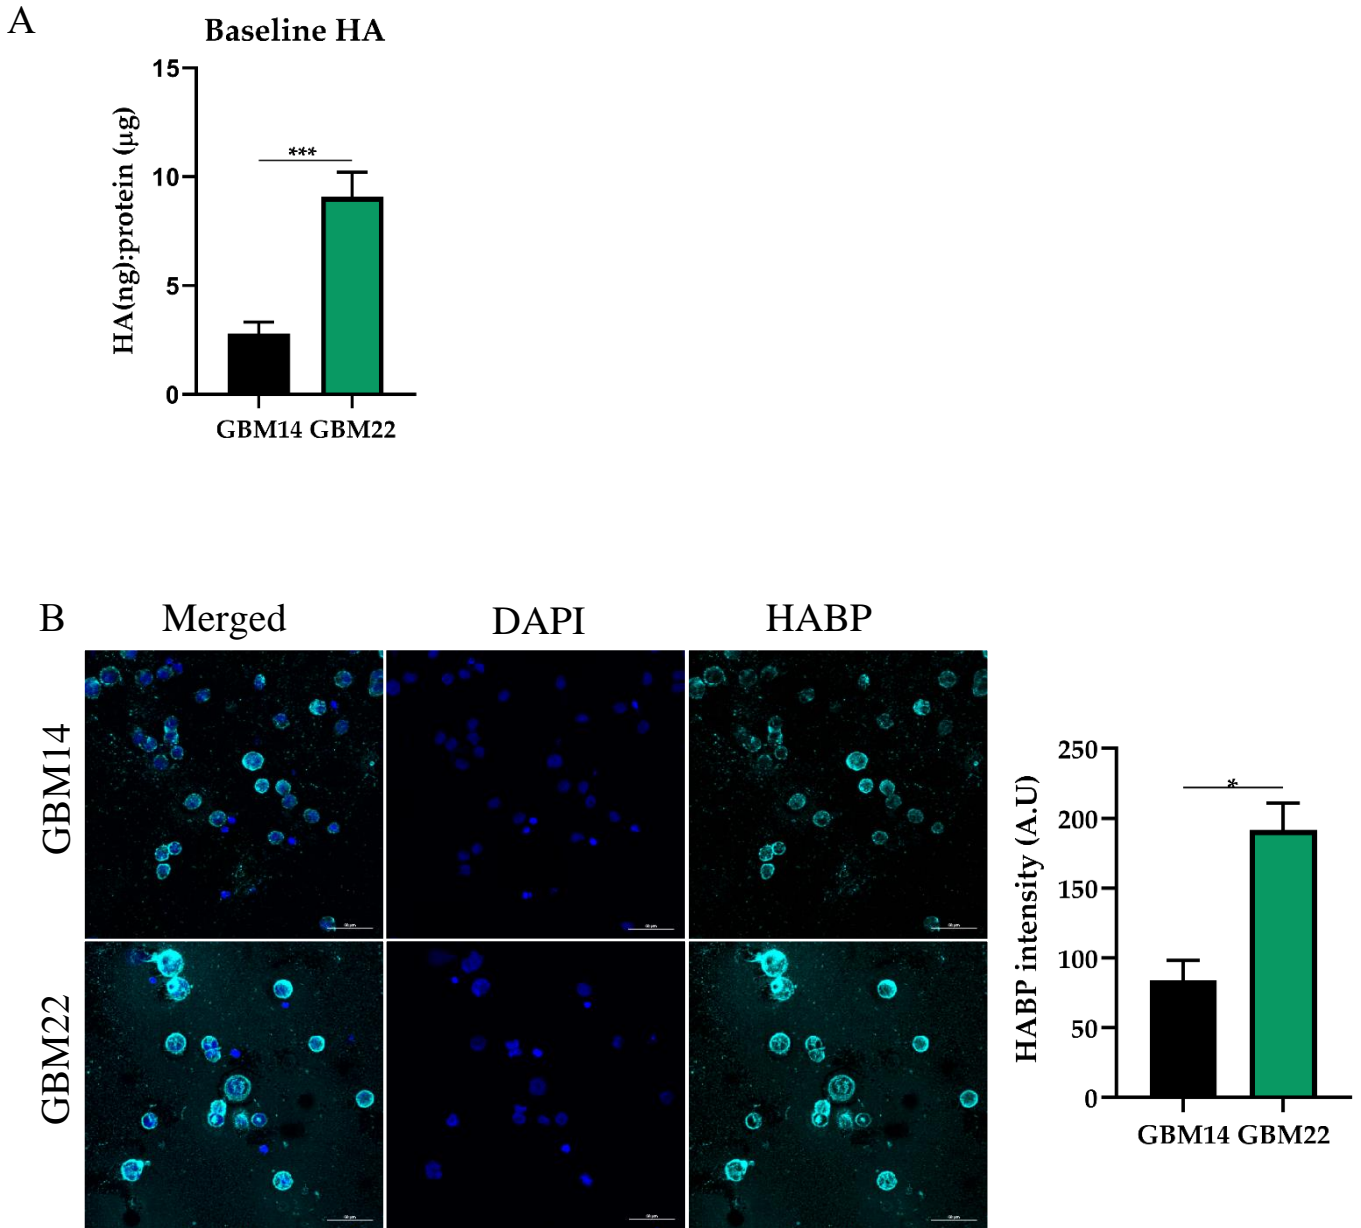 A
Baseline HA
15
***
10
5
0
HA(ng):protein (µg)
GBM14 GBM22
B
Merged
DAPI
HABP
GBM14
GBM22
250
*
200
150
100
50
0
HABP intensity (A.U)
GBM14 GBM22